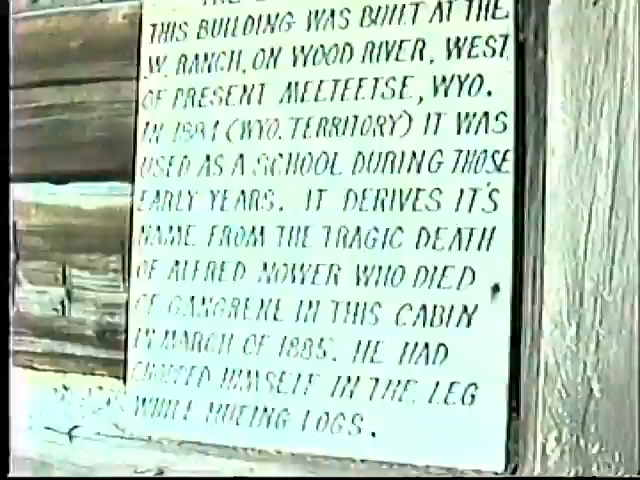 THIS BUILDING WAS BUILT AT THE
W. RANCH, ON WOOD RIVER, WEST
OF PRESENT MEETEETSE, WYO.
IN 1884 (WYO. TERRITORY) IT WAS
USED AS A SCHOOL DURING THOSE
EARLY YEARS. IT DERIVES IT'S
NAME FROM THE TRAGIC DEATH
OF ALFRED NOWER WHO DIED
OF GANGRENE IN THIS CABIN
IN MARCH OF 1885. HE HAD
CHOPPED HIMSELF IN THE LEG
WHILE HUEING LOGS.